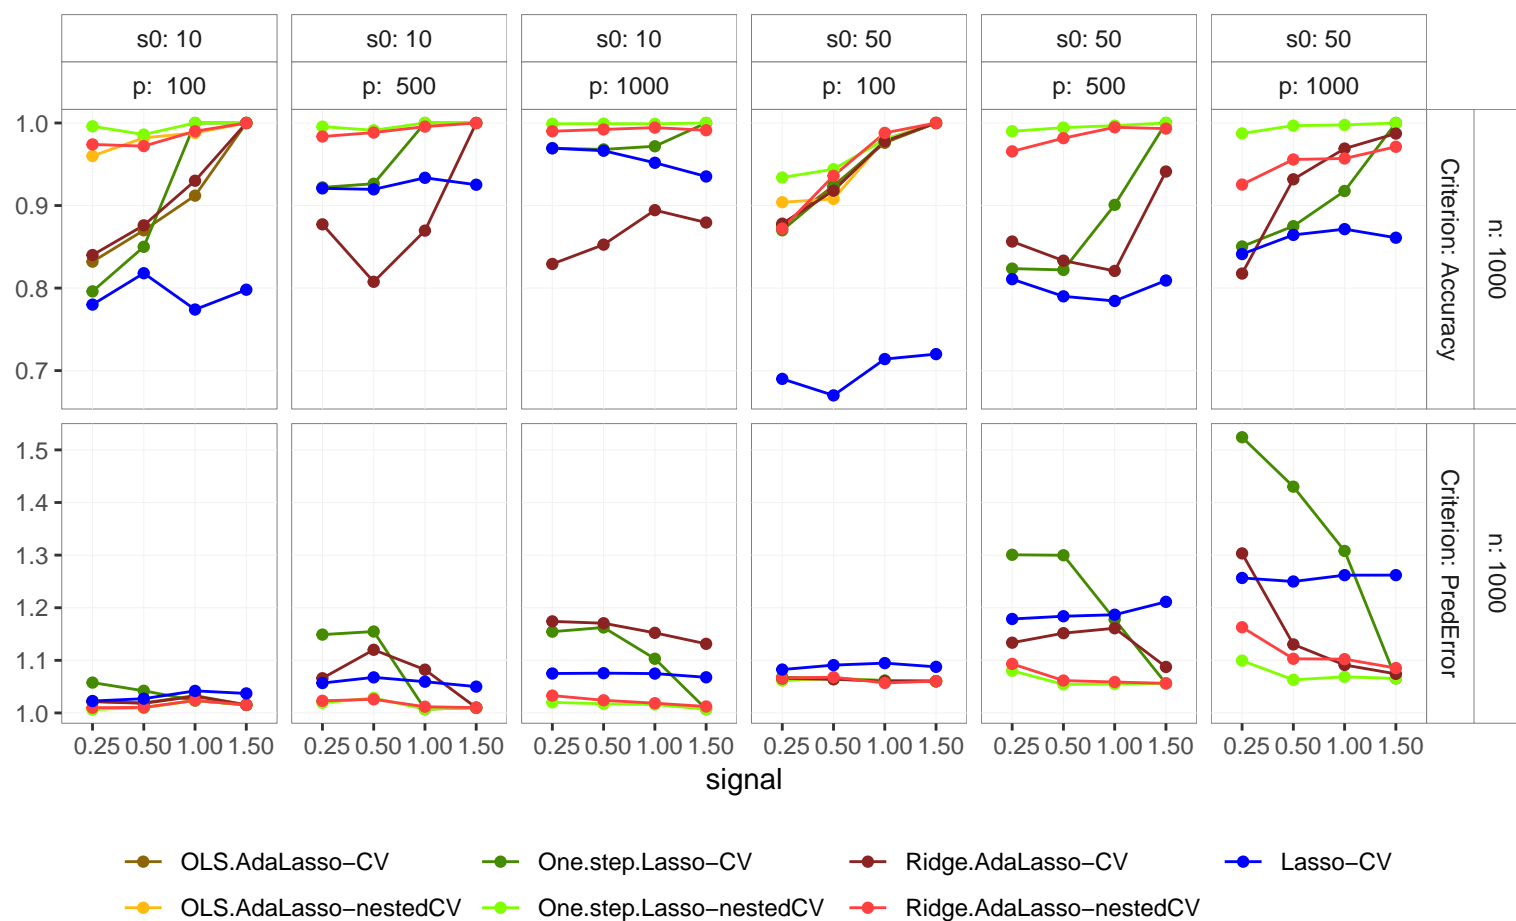 s0: 10 s0: 10 s0: 10 s0: 50 s0: 50 s0: 50
p: 100 p: 500 p: 1000 p: 100 p: 500 p: 1000
1.0
0.9
0.8
0.7
Criterion: Accuracy
n: 1000
1.5
1.4
1.3
1.2
1.1
1.0
Criterion: PredError
n: 1000
0.25 0.50 1.00 1.50 0.25 0.50 1.00 1.50 0.25 0.50 1.00 1.50 0.25 0.50 1.00 1.50 0.25 0.50 1.00 1.50 0.25 0.50 1.00 1.50
signal
OLS.AdaLasso−CV One.step.Lasso−CV Ridge.AdaLasso−CV Lasso−CV
OLS.AdaLasso−nestedCV One.step.Lasso−nestedCV Ridge.AdaLasso−nestedCV